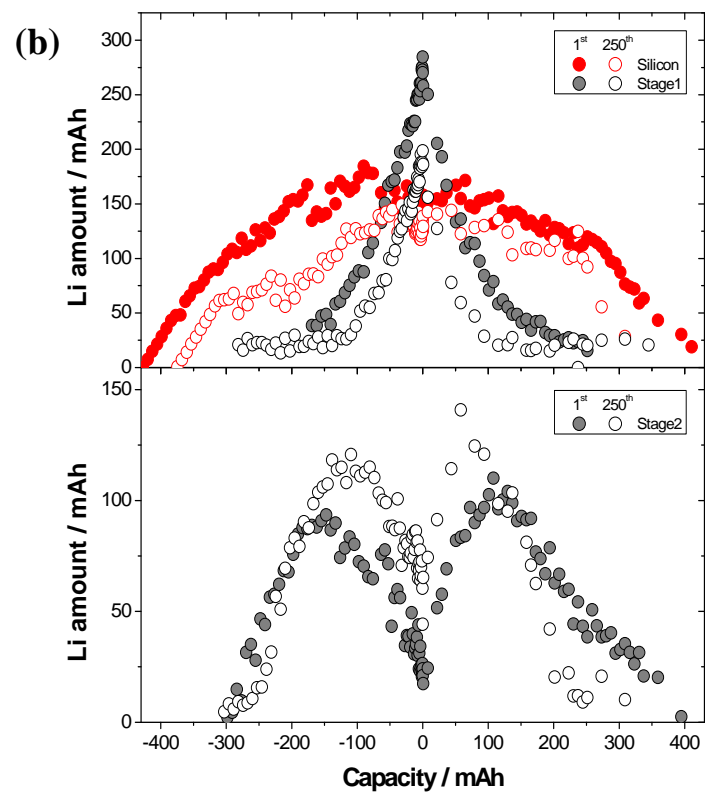 (b)
300
250
200
150
100
50
0
Li amount / mAh
1st 250th
Silicon
Stage1
150
100
50
0
Li amount / mAh
1st 250th
Stage2
-400 -300 -200 -100 0 100 200 300 400
Capacity / mAh